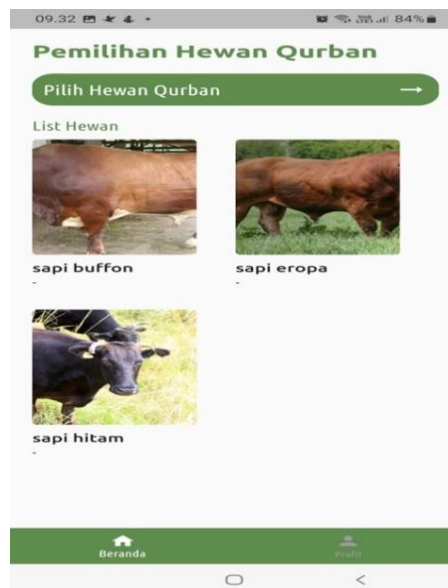 09.32 84%
Pemilihan Hewan Qurban
Pilih Hewan Qurban →
List Hewan
sapi buffon sapi eropa
- -
sapi hitam
-
Beranda Profil